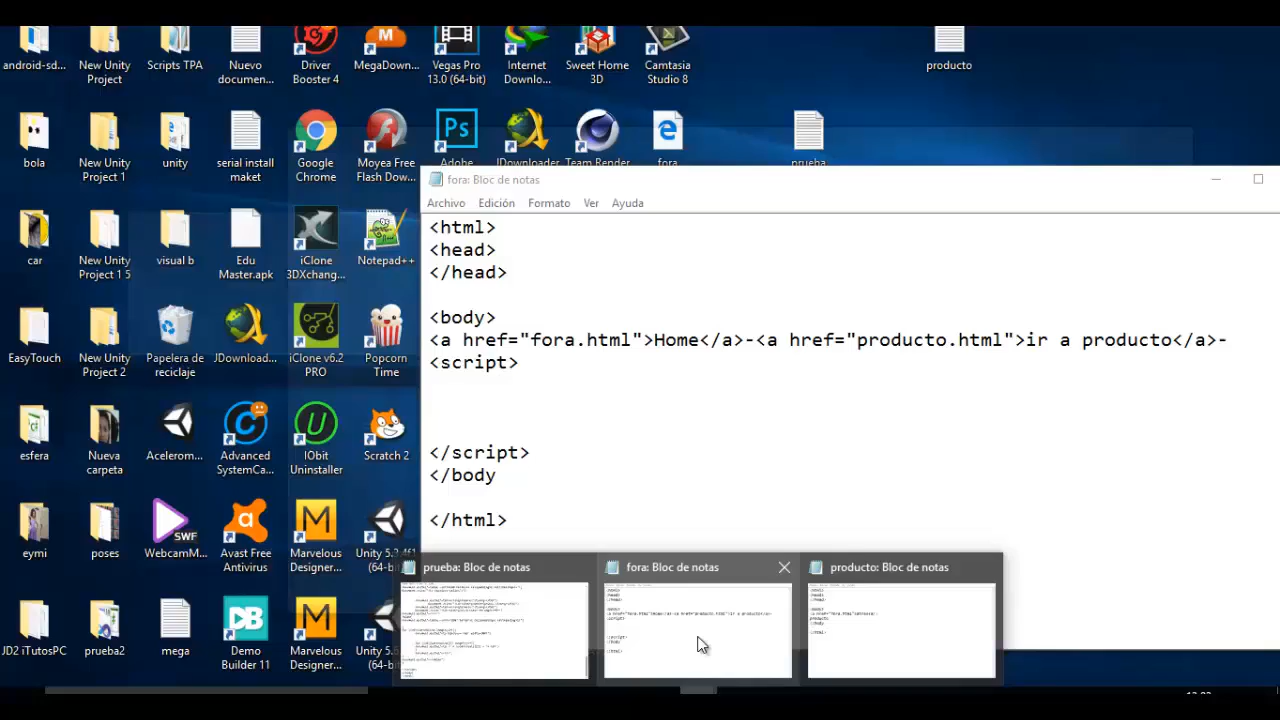 android-sd... New Unity Project Scripts TPA Nuevo documen... Driver Booster 4 MegaDown... Vegas Pro 13.0 (64-bit) Internet Downlo... Sweet Home 3D Camtasia Studio 8 producto
bola New Unity Project 1 unity serial install maket Google Chrome Moyea Free Flash Dow... Adobe JDownloader Team Render fora prueba
car New Unity Project 1 5 visual b Edu Master.apk iClone 3DXchang... Notepad++
EasyTouch New Unity Project 2 Papelera de reciclaje JDownload... iClone v6.2 PRO Popcorn Time
esfera Nueva carpeta Acelerom... Advanced SystemCa... IObit Uninstaller Scratch 2
eymi poses WebcamM... Avast Free Antivirus Marvelous Designer...
JD2 iTutosPC prueba2 mega Demo Builder 11 Marvelous Designer...
fora: Bloc de notas
Archivo Edición Formato Ver Ayuda
<html>
<head>
</head>
<body>
<a href="fora.html">Home</a>-<a href="producto.html">ir a producto</a>-
<script>
</script>
</body
</html>
prueba: Bloc de notas
fora: Bloc de notas
producto: Bloc de notas